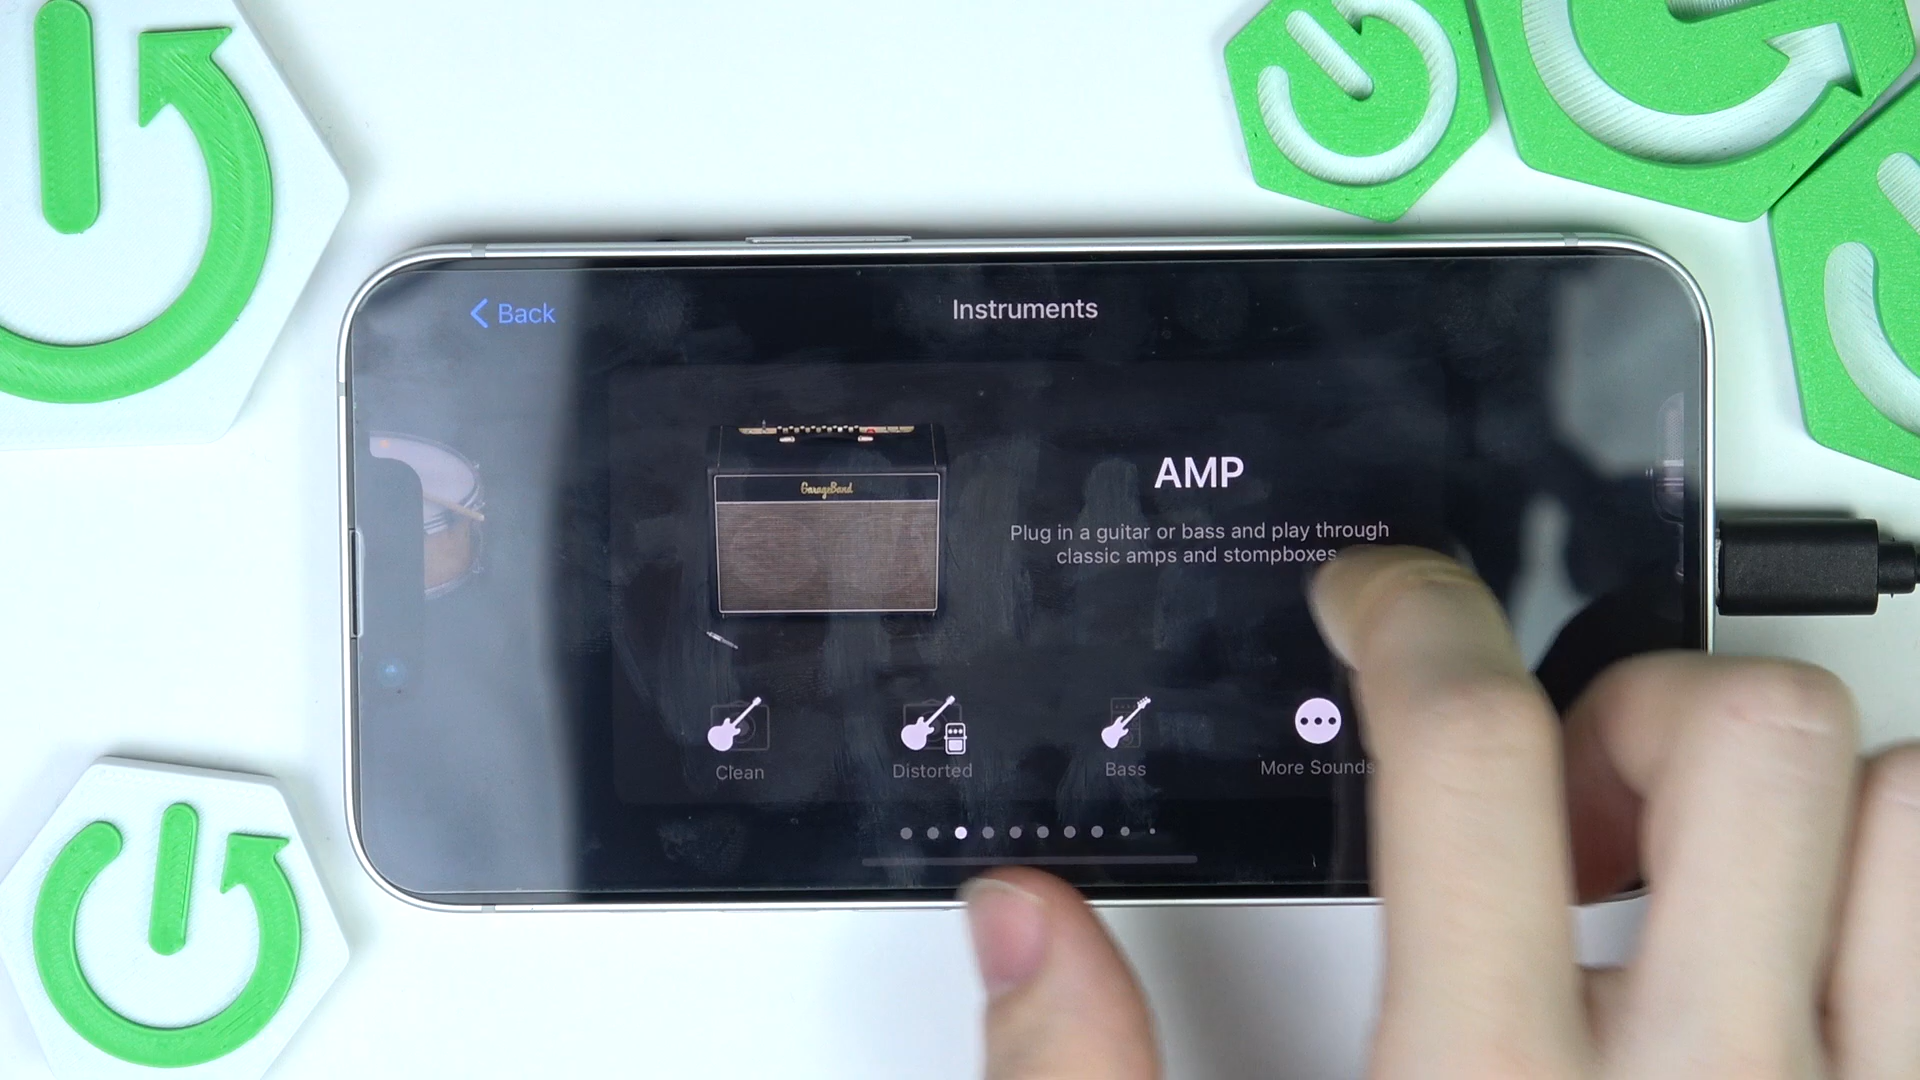 Back
Instruments
GarageBand
AMP
Plug in a guitar or bass and play through
classic amps and stompboxes
Clean
Distorted
Bass
More Sounds